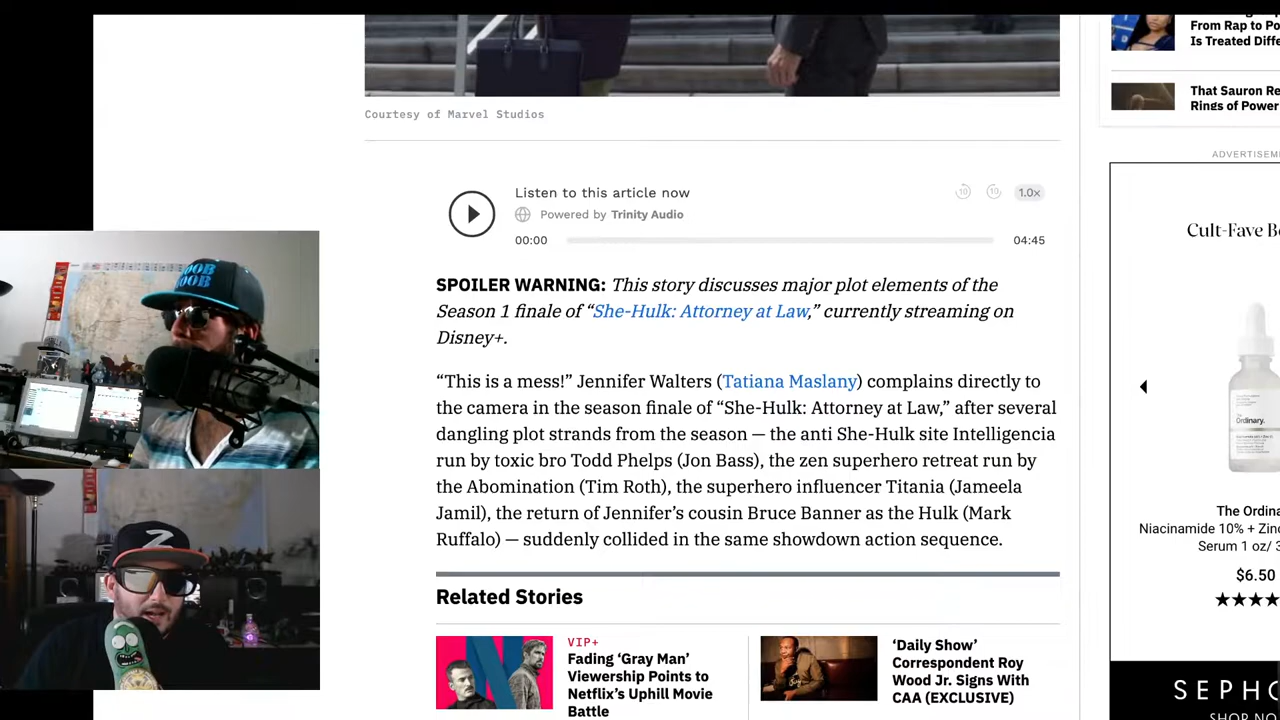 From Rap to Po
Is Treated Diffe
That Sauron Re
Rings of Power
Courtesy of Marvel Studios
ADVERTISEM
Listen to this article now
Powered by Trinity Audio
10
10
1.0x
00:00
04:45
SPOILER WARNING: This story discusses major plot elements of the
Season 1 finale of “She-Hulk: Attorney at Law,” currently streaming on
Disney+.
“This is a mess!” Jennifer Walters (Tatiana Maslany) complains directly to
the camera in the season finale of “She-Hulk: Attorney at Law,” after several
dangling plot strands from the season — the anti She-Hulk site Intelligencia
run by toxic bro Todd Phelps (Jon Bass), the zen superhero retreat run by
the Abomination (Tim Roth), the superhero influencer Titania (Jameela
Jamil), the return of Jennifer’s cousin Bruce Banner as the Hulk (Mark
Ruffalo) — suddenly collided in the same showdown action sequence.
Related Stories
VIP+
Fading ‘Gray Man’
Viewership Points to
Netflix’s Uphill Movie
Battle
‘Daily Show’
Correspondent Roy
Wood Jr. Signs With
CAA (EXCLUSIVE)
Cult-Fave Be
Ordinary.
The Ordina
Niacinamide 10% + Zinc
Serum 1 oz/ 3
$6.50
SEPHO
SHOP NO
Z